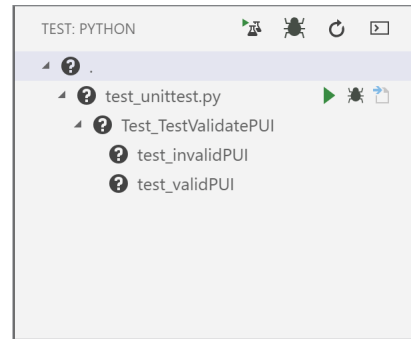 TEST: PYTHON
.
test_unittest.py
Test_TestValidatePUI
test_invalidPUI
test_validPUI